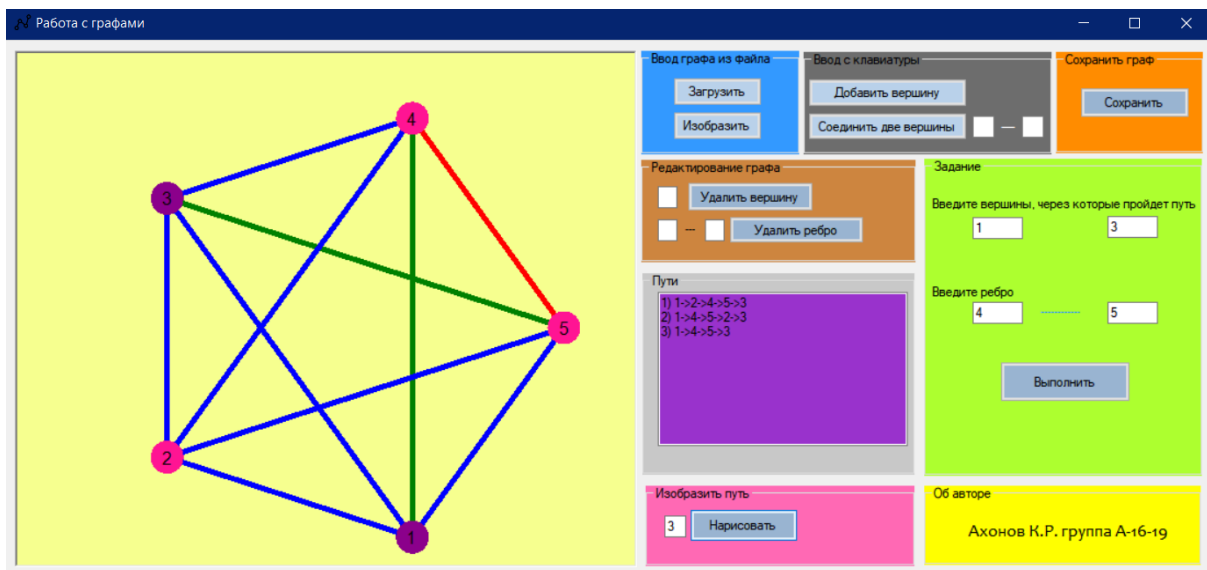 Работа с графами
4
3
5
2
1
Ввод графа из файла
Загрузить
Изобразить
Ввод с клавиатуры
Добавить вершину
Соединить две вершины —
Сохранить граф
Сохранить
Редактирование графа
Удалить вершину
– Удалить ребро
Задание
Введите вершины, через которые пройдет путь
1 3
Введите ребро
4 5
Выполнить
Пути
1) 1->2->4->5->3
2) 1->4->5->2->3
3) 1->4->5->3
Изобразить путь
3 Нарисовать
Об авторе
Ахонов К.Р. группа А-16-19